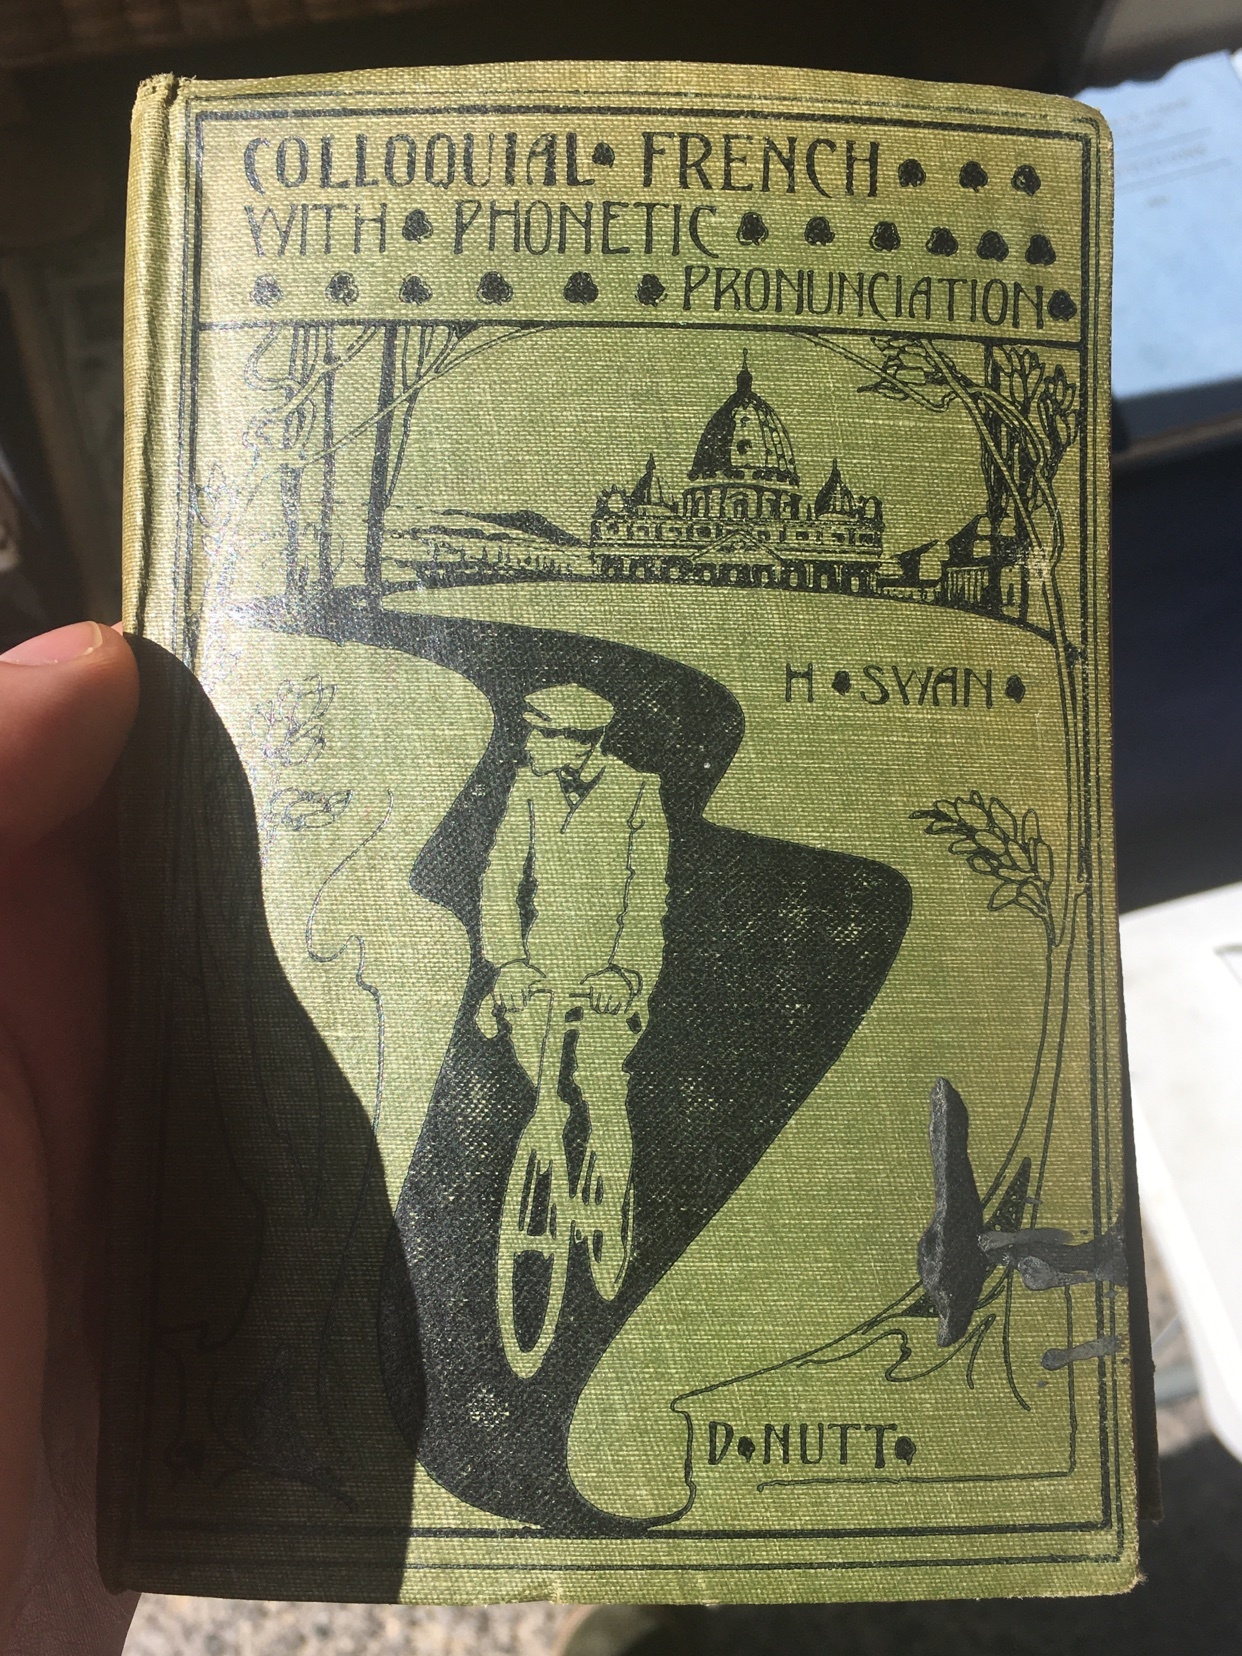 COLLOQUIAL FRENCH
WITH PHONETIC
PRONUNCIATION
H SWAN
D NUTT